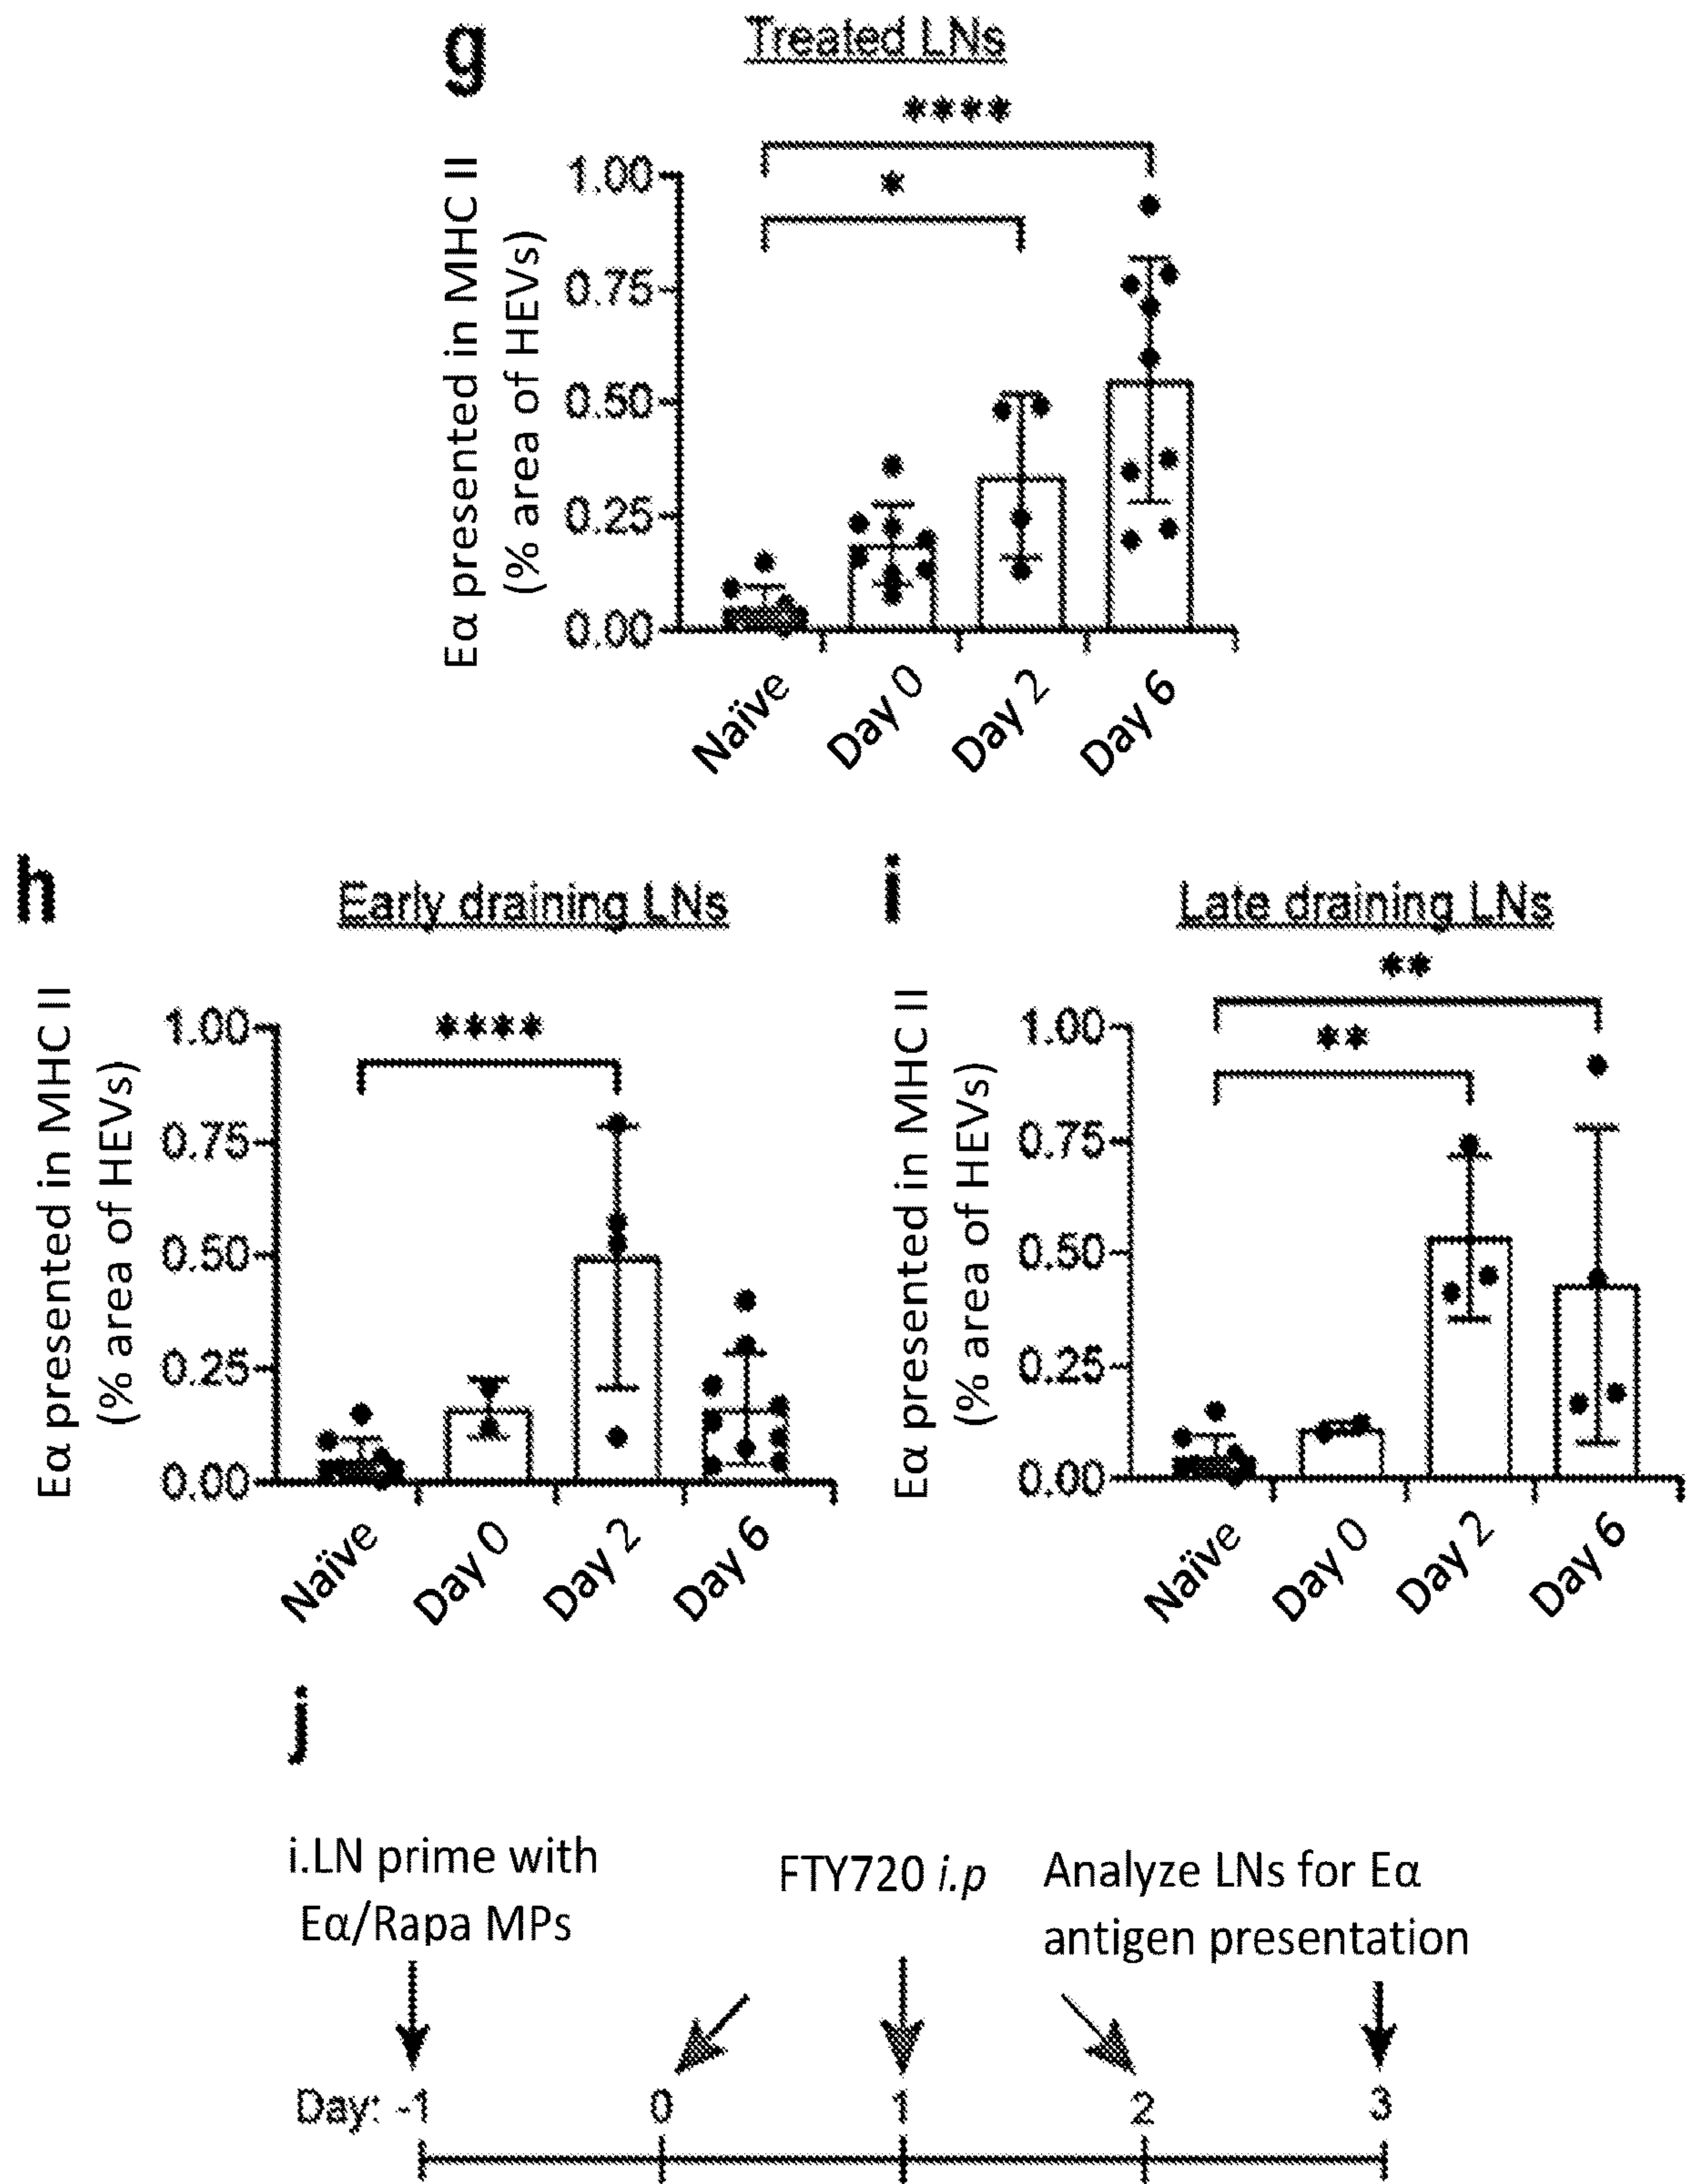 g
Treated LNs
****
*
Eα presented in MHC II
(% area of HEVs)
1.00
0.75
0.50
0.25
0.00
Naïve
Day 0
Day 2
Day 6
h
Early draining LNs
****
Eα presented in MHC II
(% area of HEVs)
1.00
0.75
0.50
0.25
0.00
Naïve
Day 0
Day 2
Day 6
i
Late draining LNs
**
**
Eα presented in MHC II
(% area of HEVs)
1.00
0.75
0.50
0.25
0.00
Naïve
Day 0
Day 2
Day 6
j
i.LN prime with
Eα/Rapa MPs
FTY720 i.p
Analyze LNs for Eα
antigen presentation
Day: -1 0 1 2 3